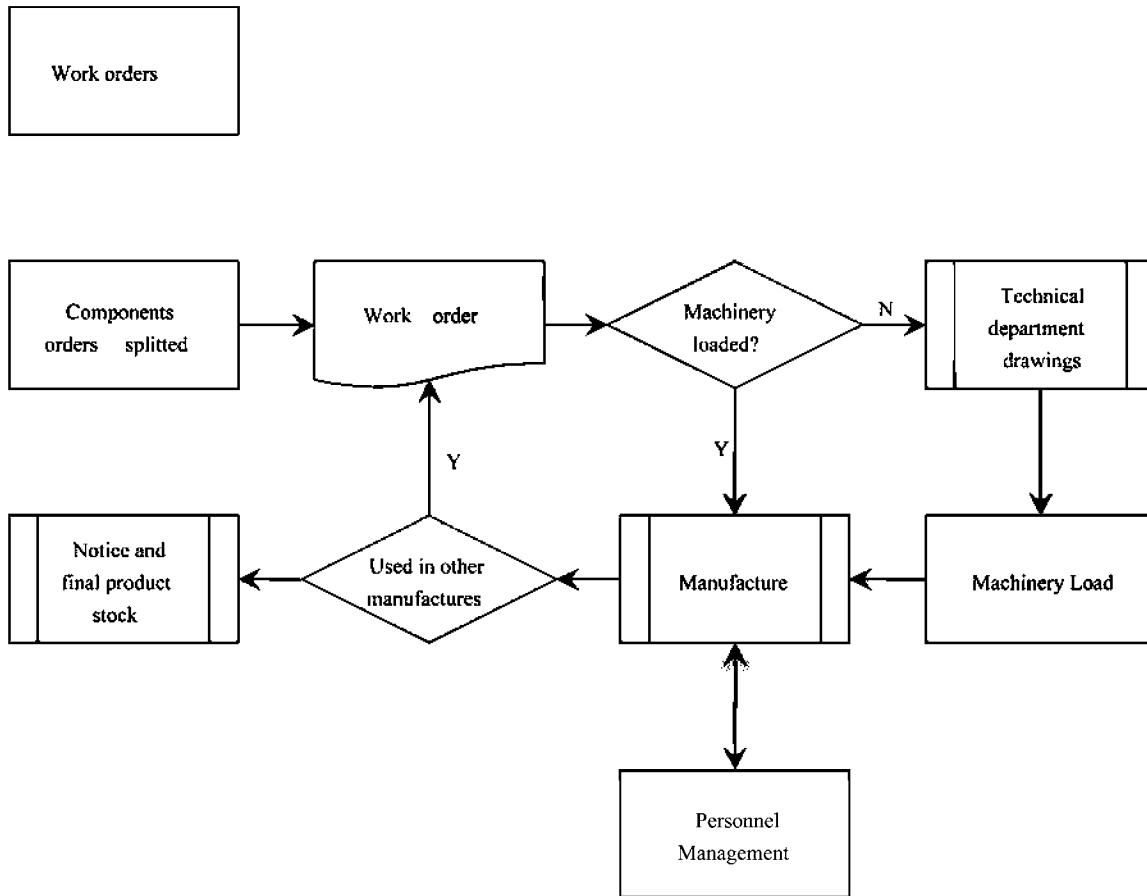 Work orders
Components
orders splitted
Work order
Machinery
loaded?
N
Technical
department
drawings
Y
Y
Notice and
final product
stock
Used in other
manufactures
Manufacture
Machinery Load
Personnel
Management